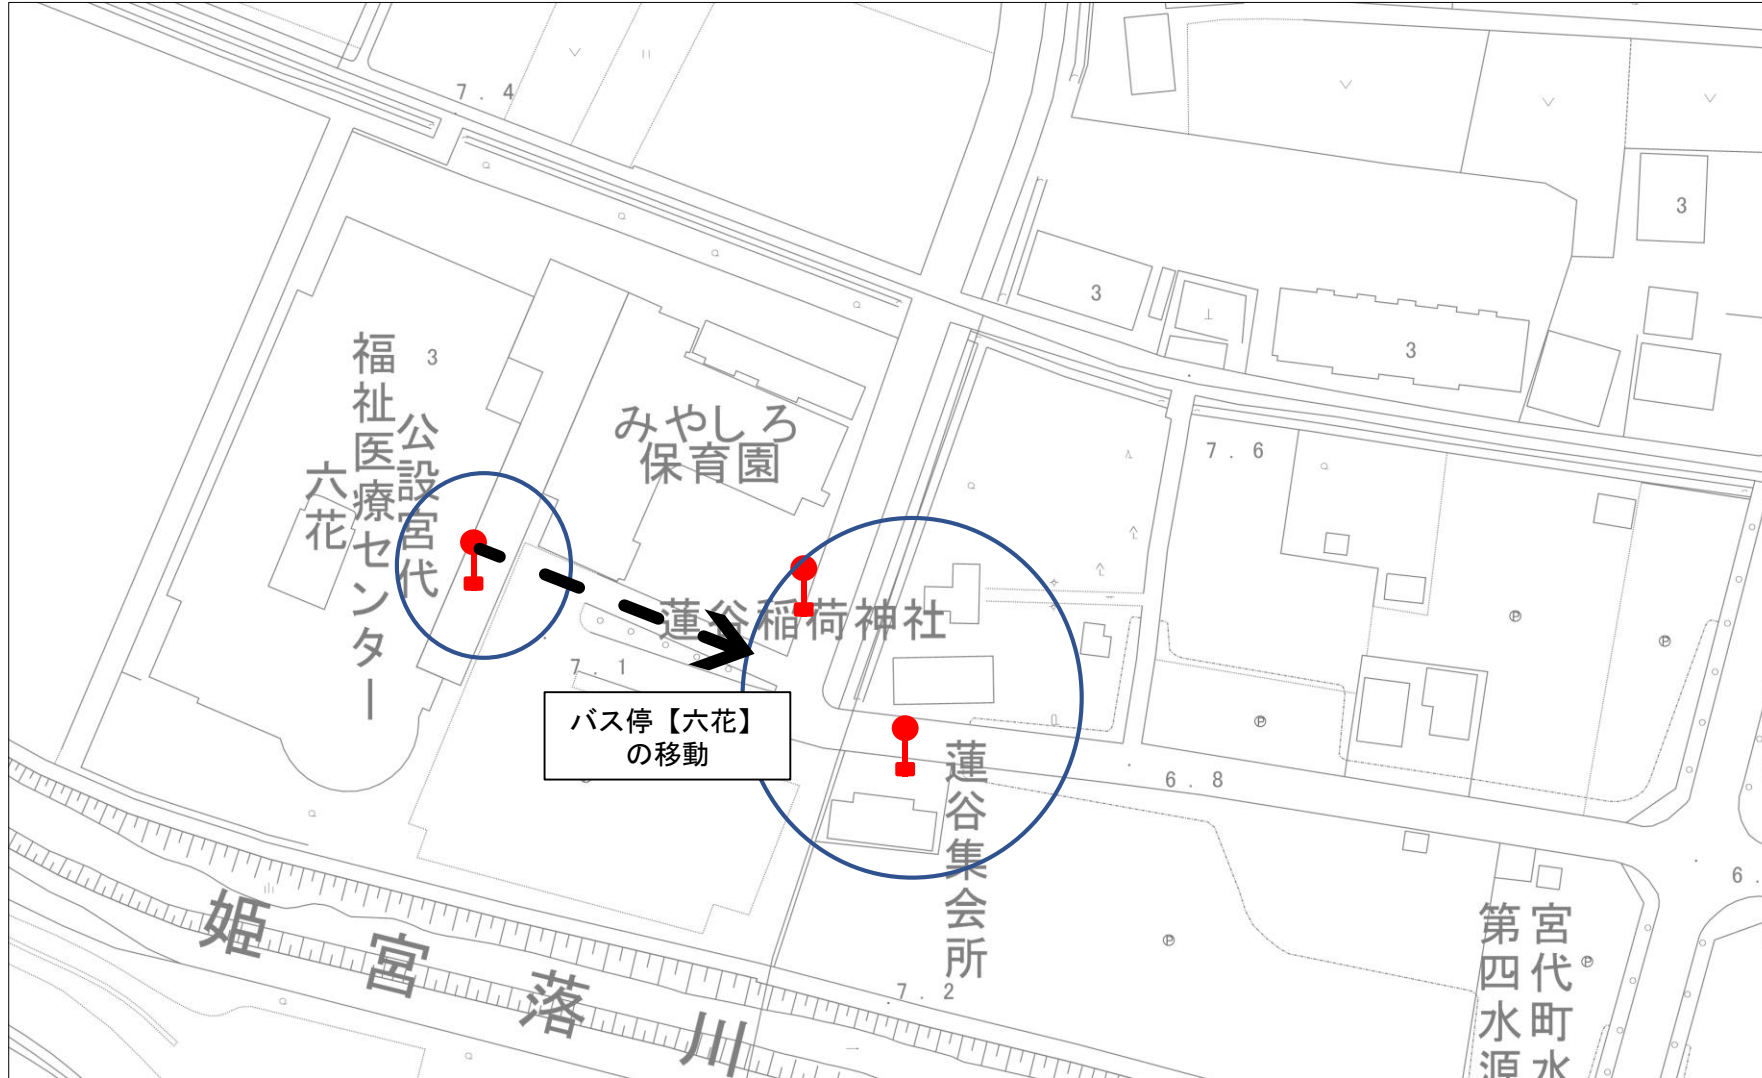 7.4
3
3
3
3
公設宮代
福祉医療センター
六花
みやしろ
保育園
7.6
蓮谷稲荷神社
7.1
バス停【六花】
の移動
6.8
蓮谷集会所
6.
姫宮落川
7.2
宮代町水
第四水源